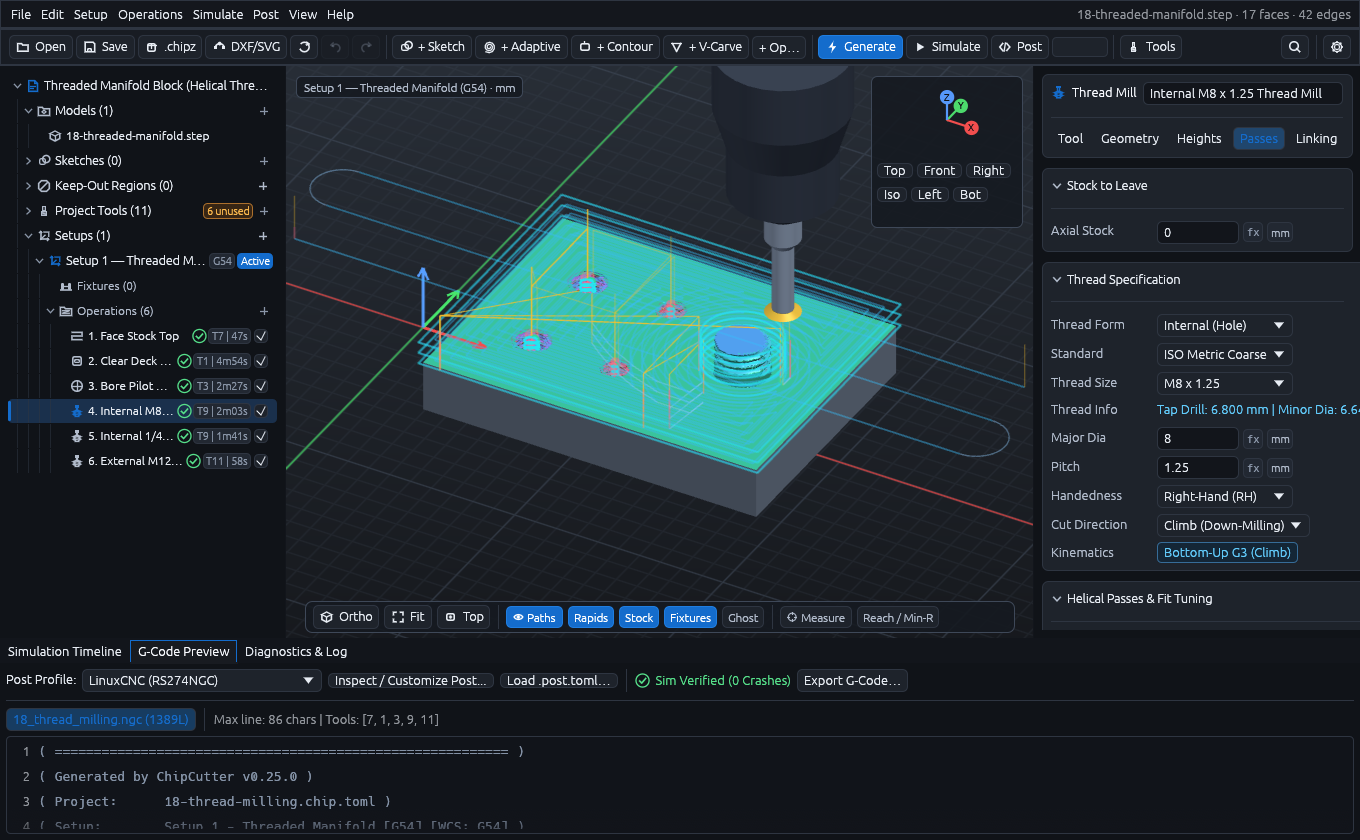 File Edit Setup Operations Simulate Post View Help
18-threaded-manifold.step · 17 faces · 42 edges
Open Save .chipz DXF/SVG + Sketch + Adaptive + Contour + V-Carve + Op… Generate Simulate Post Tools
Threaded Manifold Block (Helical Thre…
Models (1) +
18-threaded-manifold.step
Sketches (0) +
Keep-Out Regions (0) +
Project Tools (11) 6 unused +
Setups (1) +
Setup 1 — Threaded M… G54 Active
Fixtures (0)
Operations (6) +
1. Face Stock Top T7 | 47s
2. Clear Deck … T1 | 4m54s
3. Bore Pilot … T3 | 2m27s
4. Internal M8… T9 | 2m03s
5. Internal 1/4… T9 | 1m41s
6. External M12… T11 | 58s
Setup 1 — Threaded Manifold (G54) · mm
Z
Y
X
Top Front Right
Iso Left Bot
Ortho Fit Top Paths Rapids Stock Fixtures Ghost Measure Reach / Min-R
Thread Mill Internal M8 x 1.25 Thread Mill
Tool Geometry Heights Passes Linking
Stock to Leave
Axial Stock 0 fx mm
Thread Specification
Thread Form Internal (Hole)
Standard ISO Metric Coarse
Thread Size M8 x 1.25
Thread Info Tap Drill: 6.800 mm | Minor Dia: 6.64
Major Dia 8 fx mm
Pitch 1.25 fx mm
Handedness Right-Hand (RH)
Cut Direction Climb (Down-Milling)
Kinematics Bottom-Up G3 (Climb)
Helical Passes & Fit Tuning
Simulation Timeline G-Code Preview Diagnostics & Log
Post Profile: LinuxCNC (RS274NGC) Inspect / Customize Post… Load .post.toml… Sim Verified (0 Crashes) Export G-Code…
18_thread_milling.ngc (1389L) Max line: 86 chars | Tools: [7, 1, 3, 9, 11]
1 ( ========================================================= )
2 ( Generated by ChipCutter v0.25.0 )
3 ( Project: 18-thread-milling.chip.toml )
4 ( Setup: Setup 1 - Threaded Manifold [G54] [WCS: G54] )